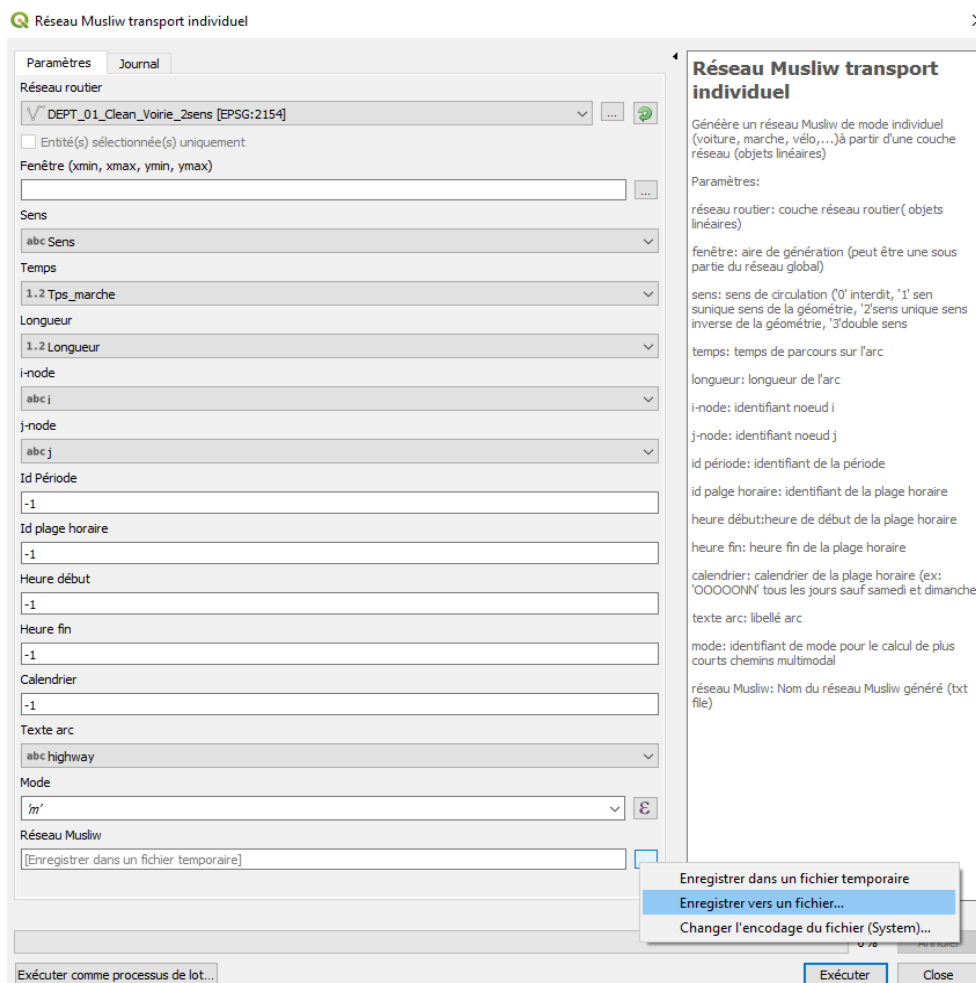 Réseau Musliw transport individuel
Paramètres
Journal
Réseau routier
DEPT_01_Clean_Voirie_2sens [EPSG:2154]
...
Entité(s) sélectionnée(s) uniquement
Fenêtre (xmin, xmax, ymin, ymax)
...
Sens
abc Sens
Temps
1.2 Tps_marche
Longueur
1.2 Longueur
i-node
abc i
j-node
abc j
Id Période
-1
Id plage horaire
-1
Heure début
-1
Heure fin
-1
Calendrier
-1
Texte arc
abc highway
Mode
'm'
ε
Réseau Musliw
[Enregistrer dans un fichier temporaire]
Enregistrer dans un fichier temporaire
Enregistrer vers un fichier...
Changer l'encodage du fichier (System)...
0%
Annuler
Exécuter comme processus de lot...
Exécuter
Close
Réseau Musliw transport
individuel
Génèère un réseau Musliw de mode individuel
(voiture, marche, vélo,...)à partir d'une couche
réseau (objets linéaires)
Paramètres:
réseau routier: couche réseau routier( objets
linéaires)
fenêtre: aire de génération (peut être une sous
partie du réseau global)
sens: sens de circulation ('0' interdit, '1' sen
sunique sens de la géométrie, '2'sens unique sens
inverse de la géométrie, '3'double sens
temps: temps de parcours sur l'arc
longueur: longueur de l'arc
i-node: identifiant noeud i
j-node: identifiant noeud j
id période: identifiant de la période
id palge horaire: identifiant de la plage horaire
heure début:heure de début de la plage horaire
heure fin: heure fin de la plage horaire
calendrier: calendrier de la plage horaire (ex:
'OOOOONN' tous les jours sauf samedi et dimanche
texte arc: libellé arc
mode: identifiant de mode pour le calcul de plus
courts chemins multimodal
réseau Musliw: Nom du réseau Musliw généré (txt
file)